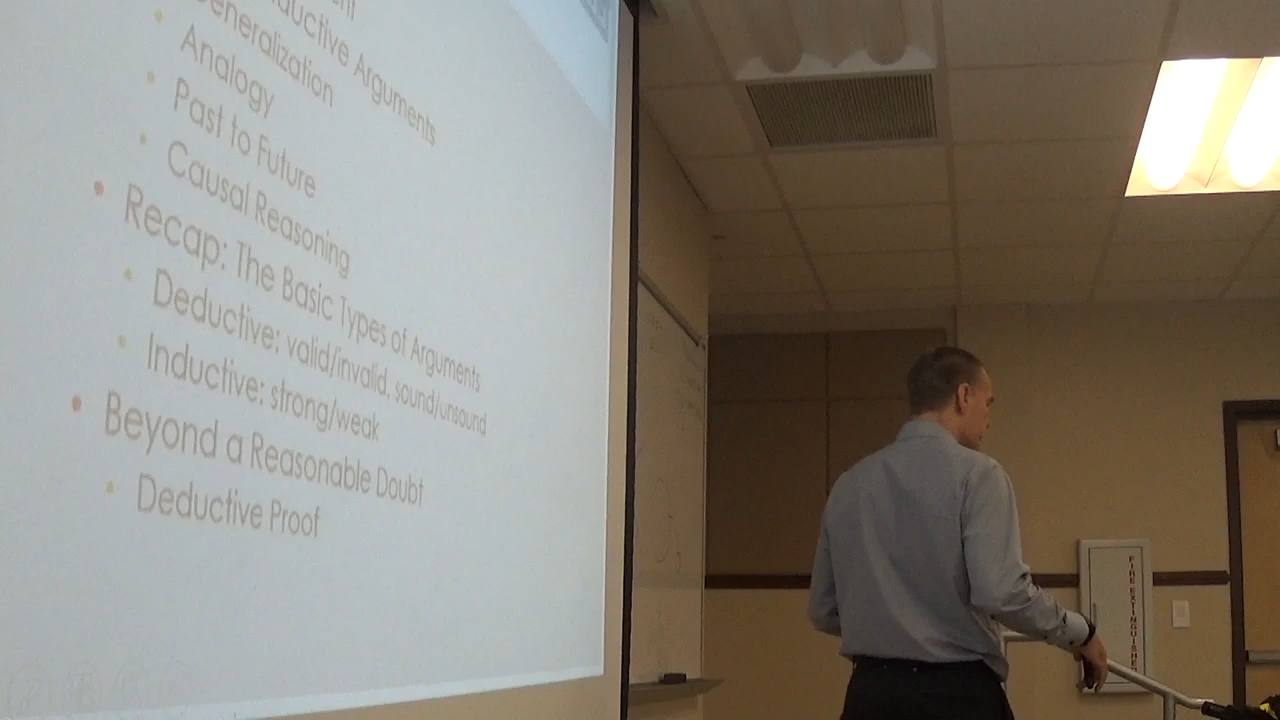 Arguments
Generalization
Analogy
Past to Future
Causal Reasoning
Recap: The Basic Types of Arguments
Deductive: valid/invalid, sound/unsound
Inductive: strong/weak
Beyond a Reasonable Doubt
Deductive Proof
FIRE EXTINGUISHER